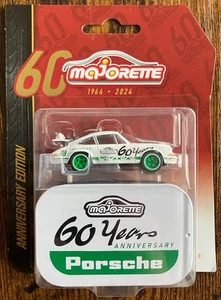 60
MAJORETTE
1964 • 2024
ANNIVERSARY EDITION
60 Years
MAJORETTE
60 Years
ANNIVERSARY
Porsche